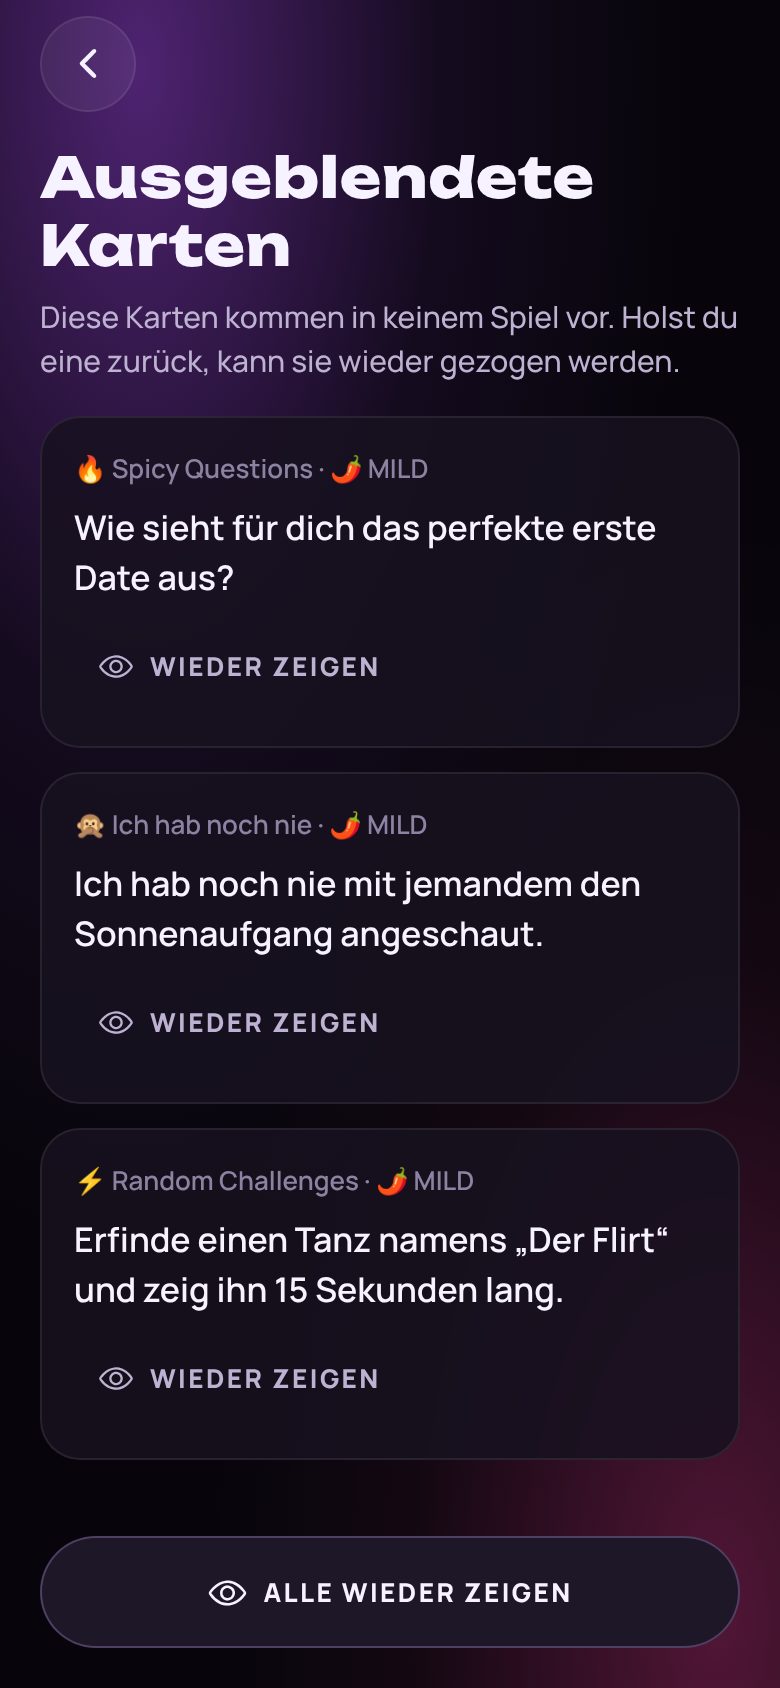 Ausgeblendete
Karten
Diese Karten kommen in keinem Spiel vor. Holst du
eine zurück, kann sie wieder gezogen werden.
🔥 Spicy Questions · 🌶️ MILD
Wie sieht für dich das perfekte erste
Date aus?
WIEDER ZEIGEN
🙊 Ich hab noch nie · 🌶️ MILD
Ich hab noch nie mit jemandem den
Sonnenaufgang angeschaut.
WIEDER ZEIGEN
⚡ Random Challenges · 🌶️ MILD
Erfinde einen Tanz namens „Der Flirt“
und zeig ihn 15 Sekunden lang.
WIEDER ZEIGEN
ALLE WIEDER ZEIGEN